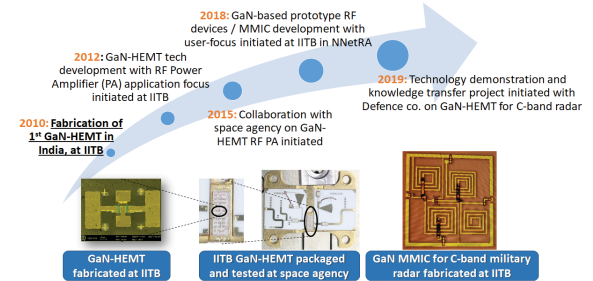 2018: GaN-based prototype RF
devices / MMIC development with
user-focus initiated at IITB in NNetRA
2012: GaN-HEMT tech
development with RF Power
Amplifier (PA) application focus
initiated at IITB
2019: Technology demonstration and
knowledge transfer project initiated with
Defence co. on GaN-HEMT for C-band radar
2015: Collaboration with
space agency on GaN-
HEMT RF PA initiated
2010: Fabrication of
1st GaN-HEMT in
India, at IITB
GaN-HEMT
fabricated at IITB
IITB GaN-HEMT packaged
and tested at space agency
GaN MMIC for C-band military
radar fabricated at IITB